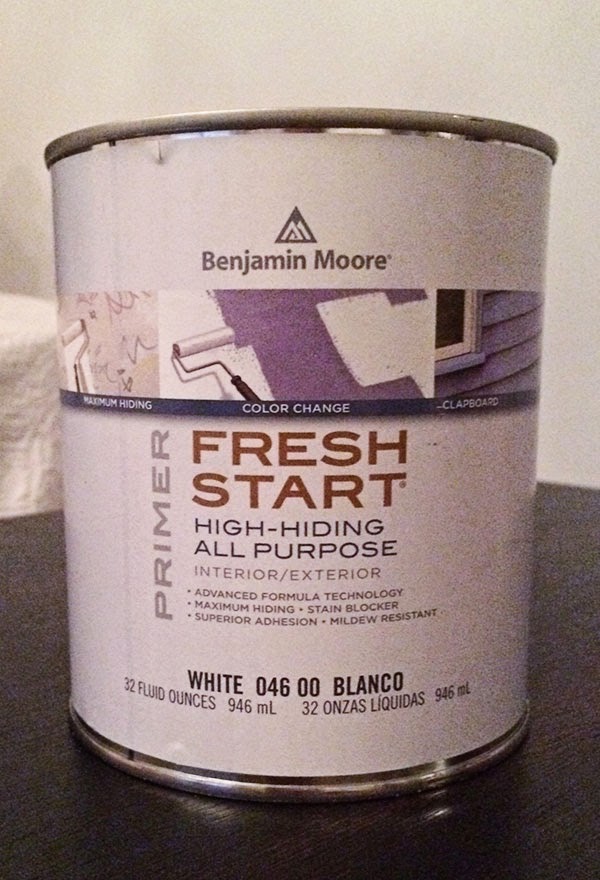 Benjamin Moore®
MAXIMUM HIDING
COLOR CHANGE
CLAPBOARD
PRIMER
FRESH
START®
HIGH-HIDING
ALL PURPOSE
INTERIOR/EXTERIOR
• ADVANCED FORMULA TECHNOLOGY
• MAXIMUM HIDING • STAIN BLOCKER
• SUPERIOR ADHESION • MILDEW RESISTANT
WHITE 046 00 BLANCO
32 FLUID OUNCES 946 mL 32 ONZAS LÍQUIDAS 946 mL